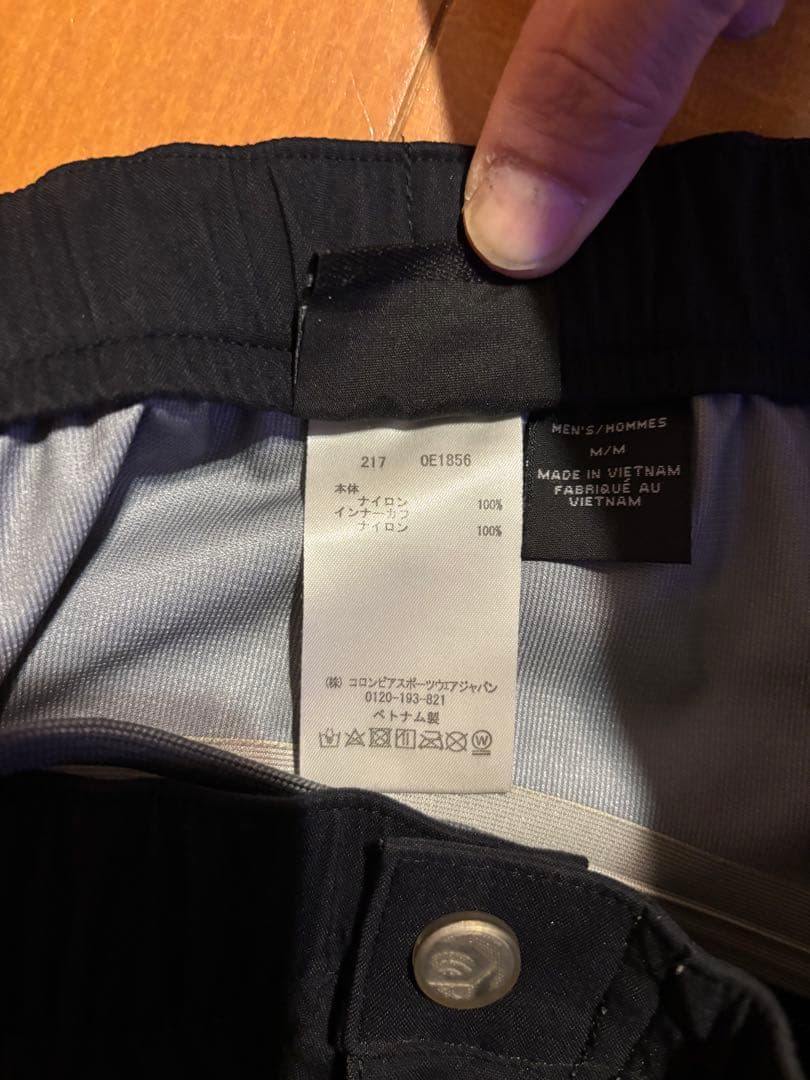 217 0E1856
本体
ナイロン 100%
インナーカフ
ナイロン 100%
(株) コロンビアスポーツウエアジャパン
0120-193-821
ベトナム製
W
MEN'S/HOMMES
M/M
MADE IN VIETNAM
FABRIQUÉ AU
VIETNAM